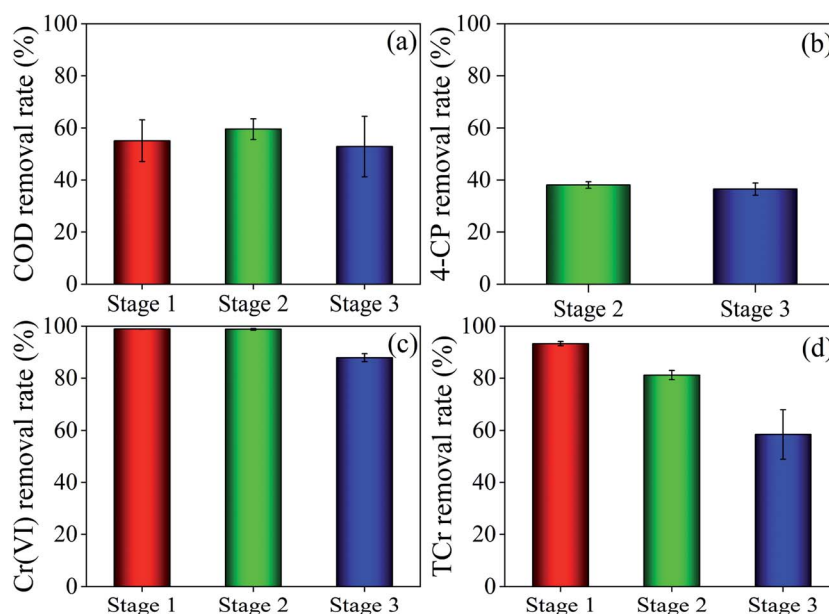 100
80
60
40
20
0
COD removal rate (%)
(a)
Stage 1
Stage 2
Stage 3
100
80
60
40
20
0
4-CP removal rate (%)
(b)
Stage 2
Stage 3
100
80
60
40
20
0
Cr(VI) removal rate (%)
(c)
Stage 1
Stage 2
Stage 3
100
80
60
40
20
0
TCr removal rate (%)
(d)
Stage 1
Stage 2
Stage 3